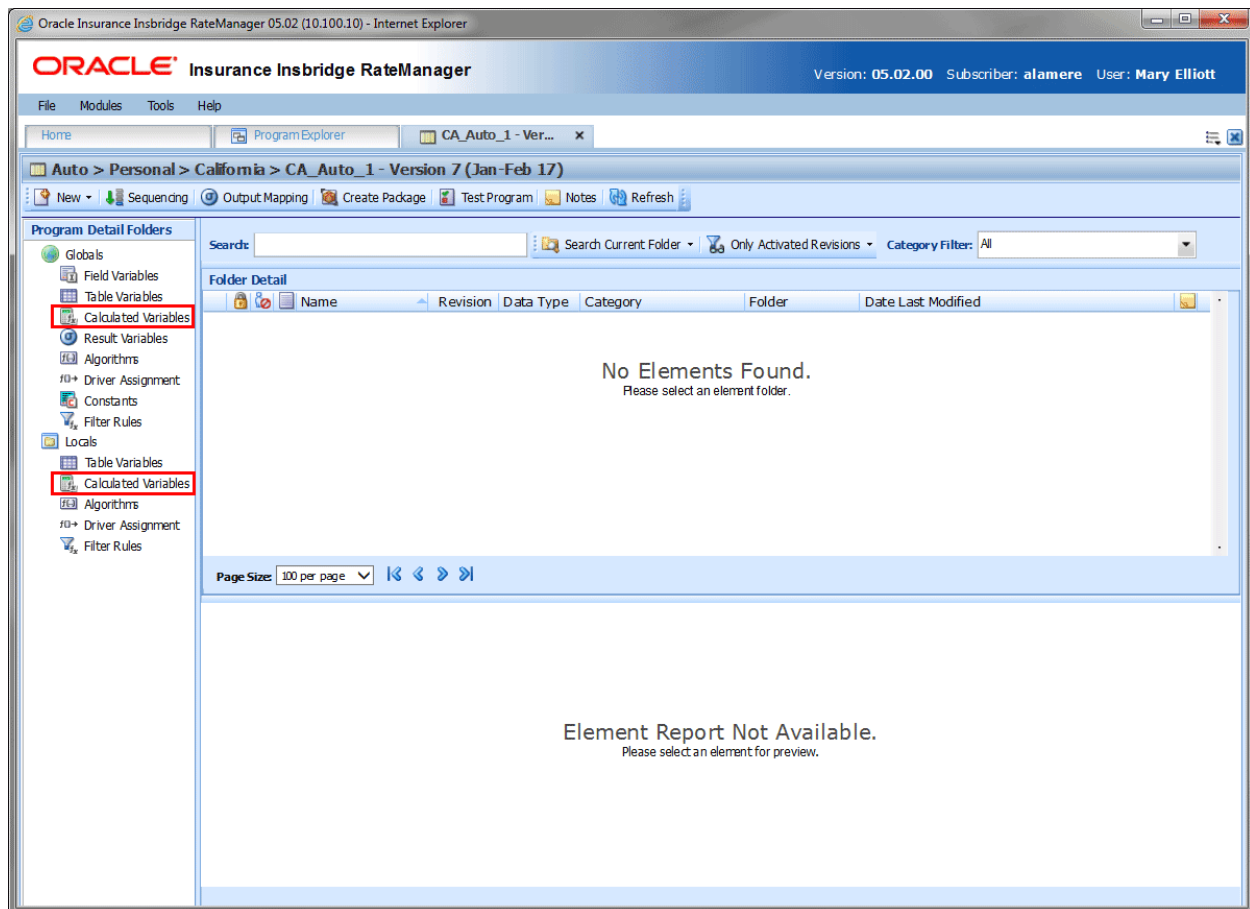 Oracle Insurance Insbridge RateManager 05.02 (10.100.10) - Internet Explorer
ORACLE Insurance Insbridge RateManager
Version: 05.02.00 Subscriber: alamere User: Mary Elliott
File Modules Tools Help
Home Program Explorer CA_Auto_1 - Ver... x
Auto > Personal > California > CA_Auto_1 - Version 7 (Jan-Feb 17)
New Sequencing Output Mapping Create Package Test Program Notes Refresh
Program Detail Folders
Globals
Field Variables
Table Variables
Calculated Variables
Result Variables
Algorithms
Driver Assignment
Constants
Filter Rules
Locals
Table Variables
Calculated Variables
Algorithms
Driver Assignment
Filter Rules
Search: Search Current Folder Only Activated Revisions Category Filter: All
Folder Detail
Name Revision Data Type Category Folder Date Last Modified
No Elements Found.
Please select an element folder.
Page Size: 100 per page
Element Report Not Available.
Please select an element for preview.